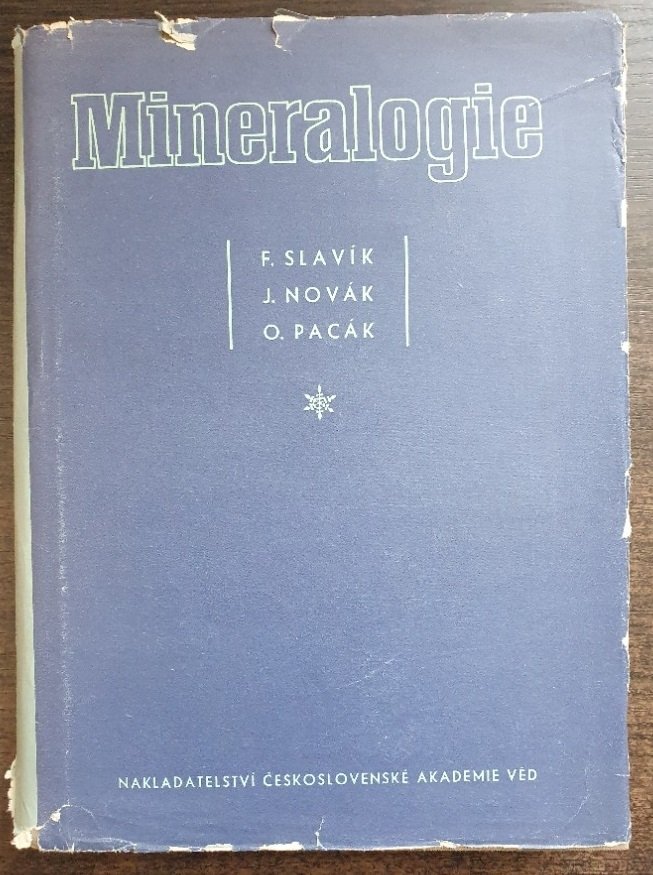 Mineralogie
F. SLAVÍK
J. NOVÁK
O. PACÁK
NAKLADATELSTVÍ ČESKOSLOVENSKÉ AKADEMIE VĚD